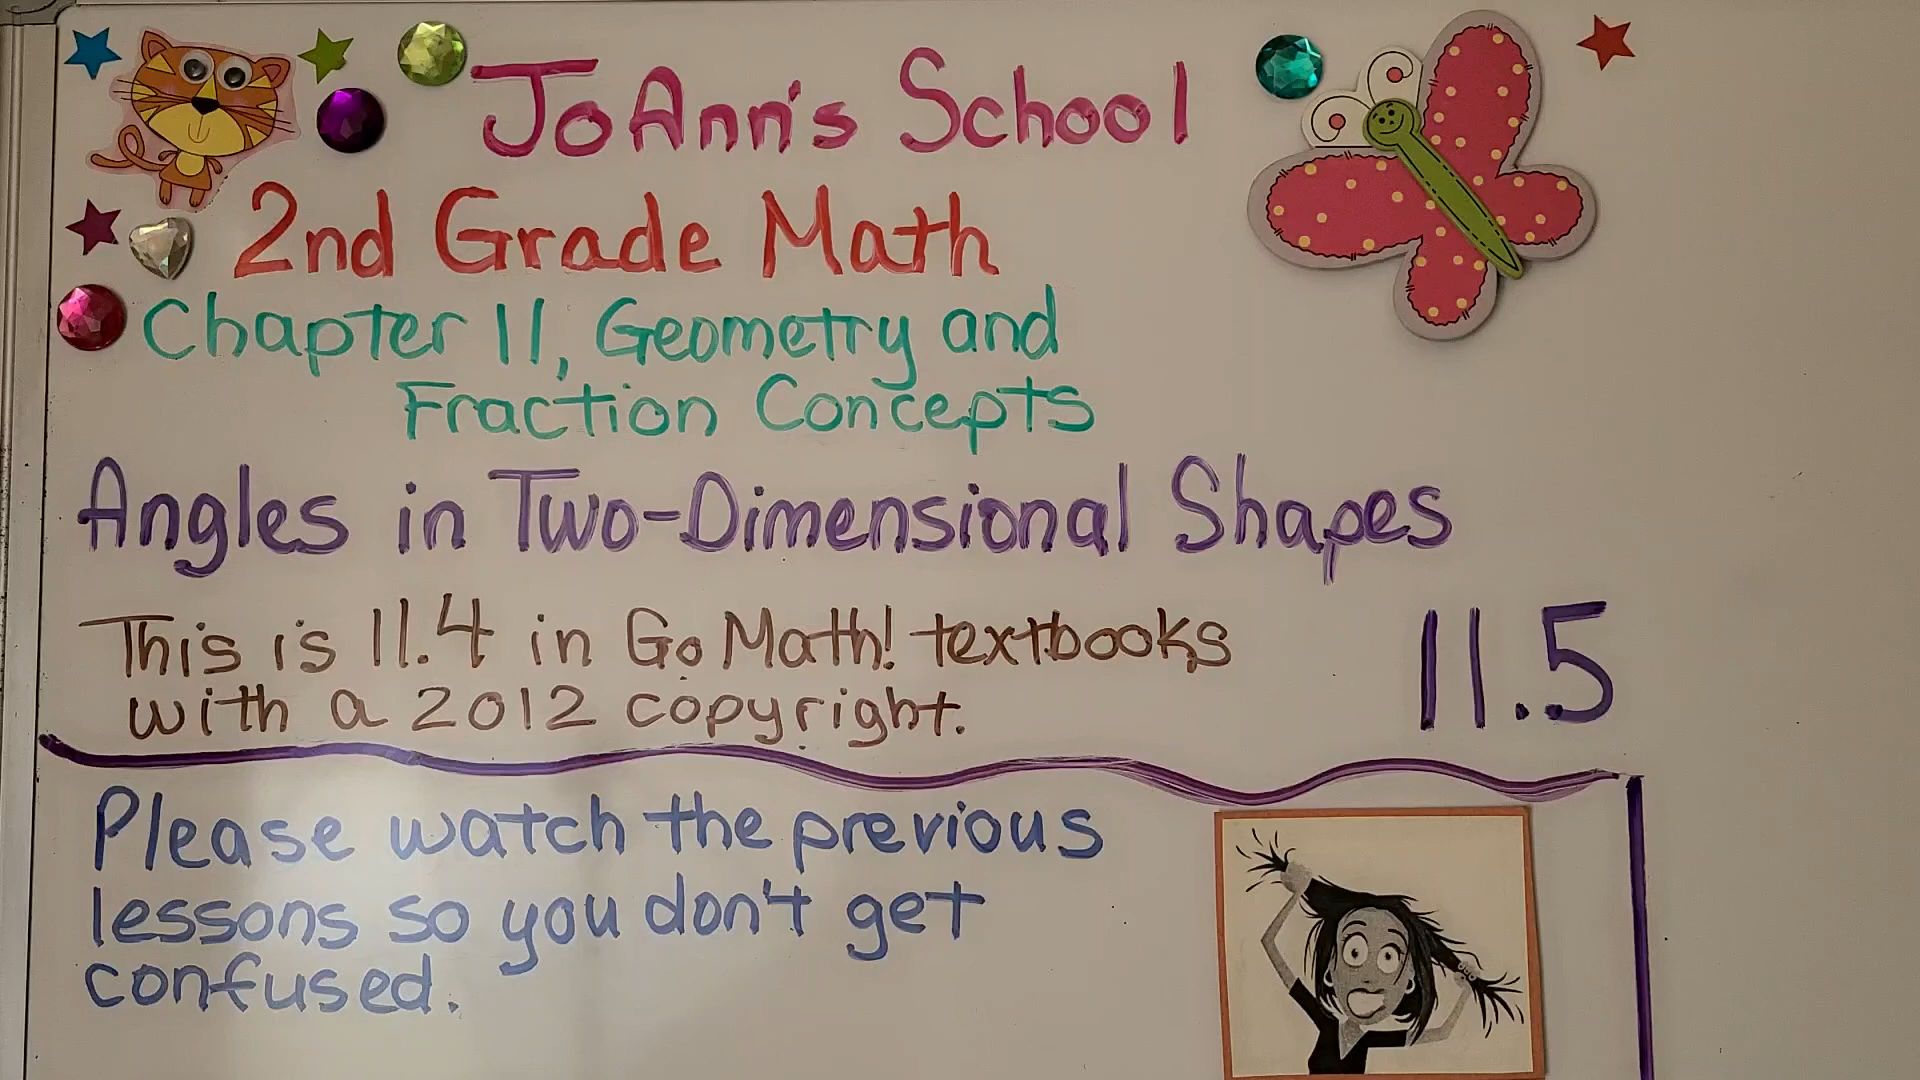 JoAnn's School
2nd Grade Math
Chapter 11, Geometry and
Fraction Concepts
Angles in Two-Dimensional Shapes
This is 11.4 in Go Math! textbooks
with a 2012 copyright.
11.5
Please watch the previous
lessons so you don't get
confused.